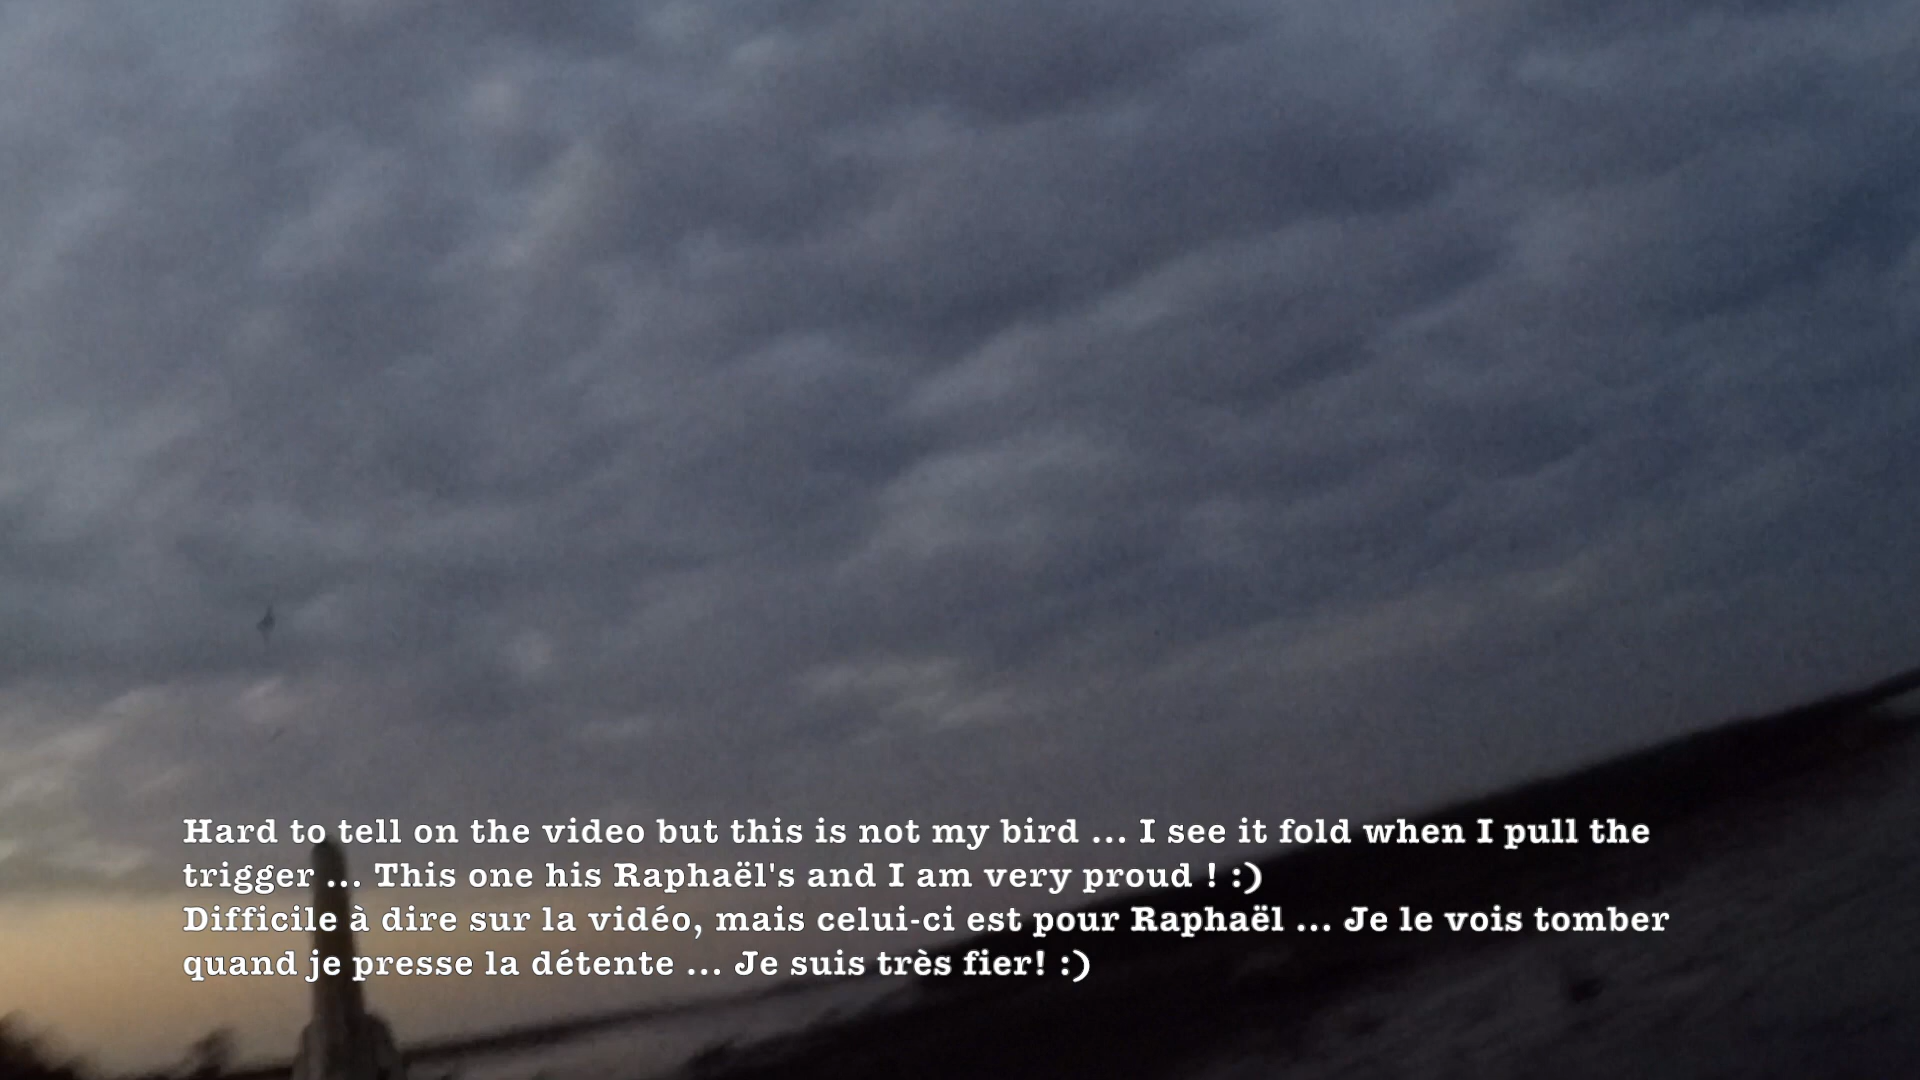 Hard to tell on the video but this is not my bird ... I see it fold when I pull the
trigger ... This one his Raphaël's and I am very proud ! :)
Difficile à dire sur la vidéo, mais celui-ci est pour Raphaël ... Je le vois tomber
quand je presse la détente ... Je suis très fier! :)